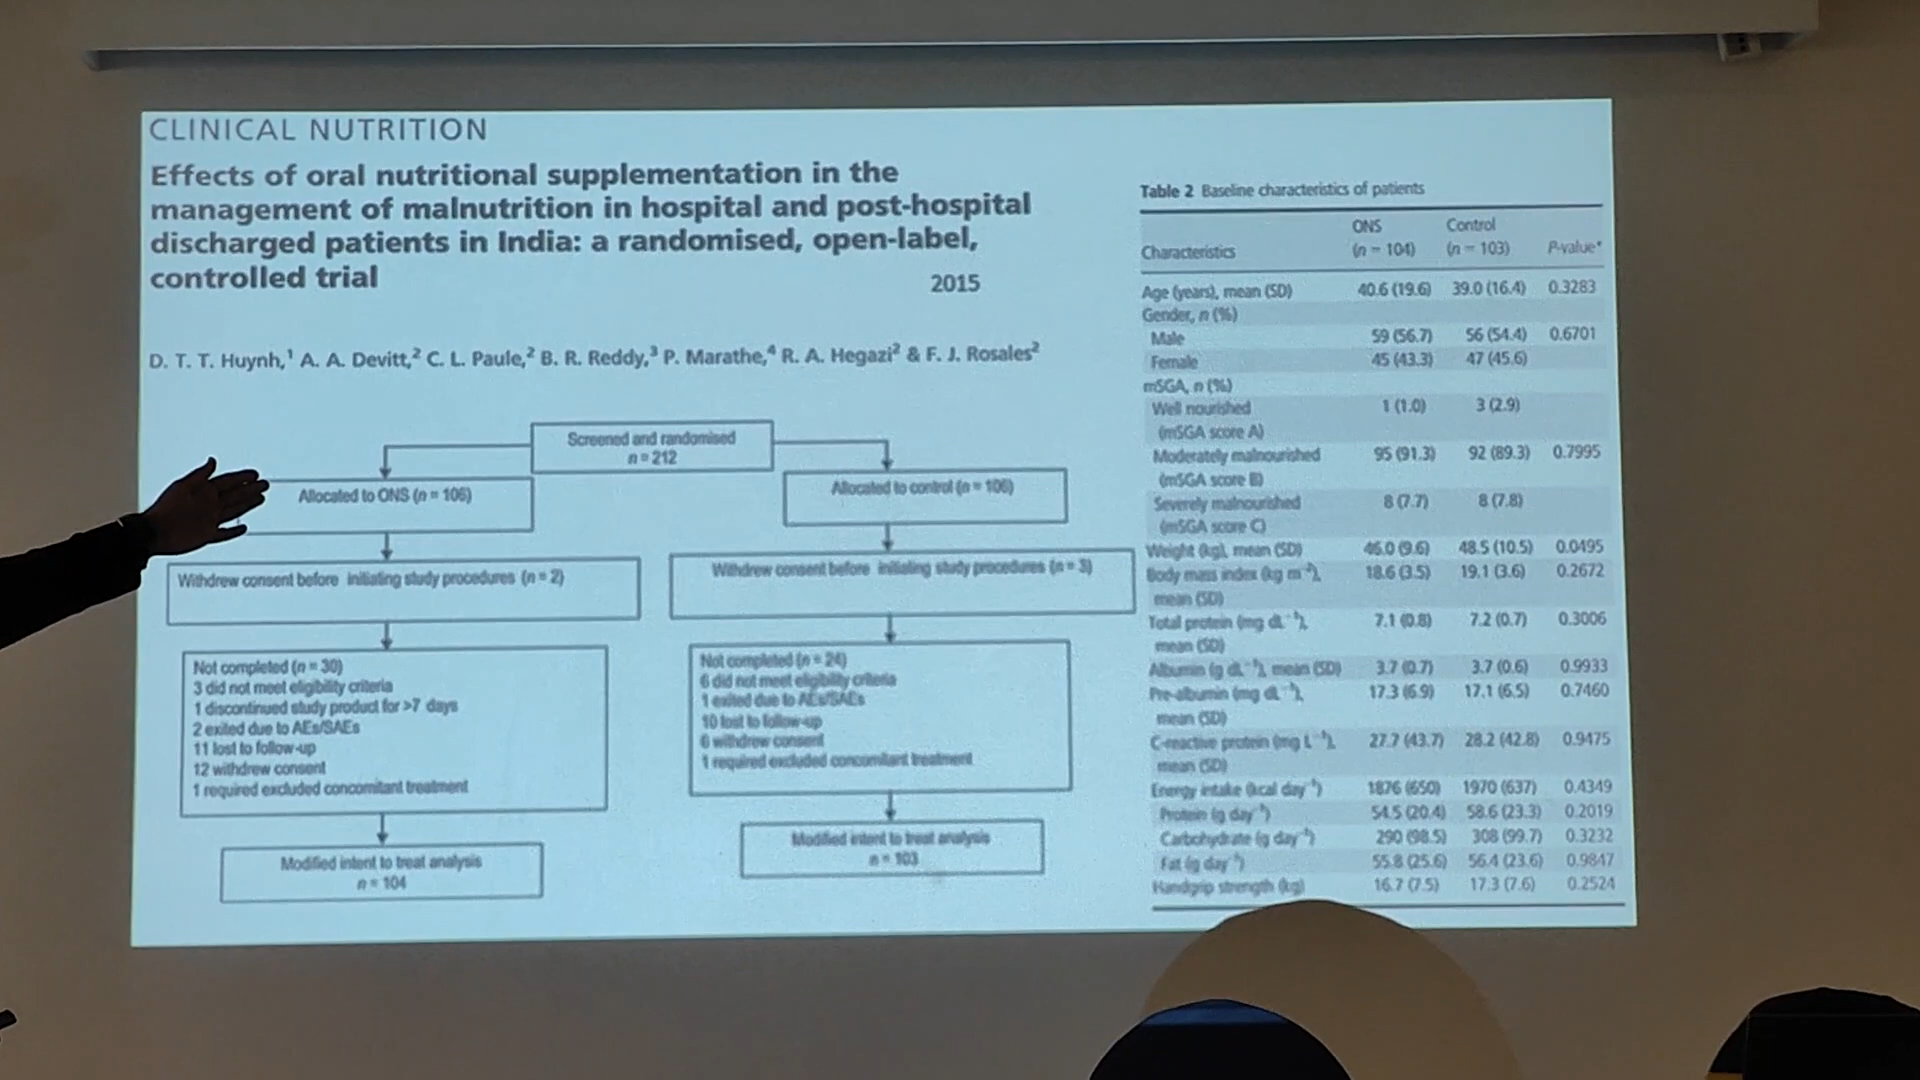 CLINICAL NUTRITION
Effects of oral nutritional supplementation in the
management of malnutrition in hospital and post-hospital
discharged patients in India: a randomised, open-label,
controlled trial
2015
D. T. T. Huynh,¹ A. A. Devitt,² C. L. Paule,² B. R. Reddy,³ P. Marathe,⁴ R. A. Hegazi² & F. J. Rosales²
Screened and randomised
n = 212
Allocated to ONS (n = 106)
Allocated to control (n = 106)
Withdrew consent before initiating study procedures (n = 2)
Withdrew consent before initiating study procedures (n = 3)
Not completed (n = 30)
3 did not meet eligibility criteria
1 discontinued study product for >7 days
2 exited due to AEs/SAEs
11 lost to follow-up
12 withdrew consent
1 required excluded concomitant treatment
Not completed (n = 24)
6 did not meet eligibility criteria
1 exited due to AEs/SAEs
10 lost to follow-up
6 withdrew consent
1 required excluded concomitant treatment
Modified intent to treat analysis
n = 104
Modified intent to treat analysis
n = 103
Table 2 Baseline characteristics of patients
ONS Control
Characteristics (n = 104) (n = 103) P-value*
Age (years), mean (SD) 40.6 (19.6) 39.0 (16.4) 0.3283
Gender, n (%)
Male 59 (56.7) 56 (54.4) 0.6701
Female 45 (43.3) 47 (45.6)
mSGA, n (%)
Well nourished 1 (1.0) 3 (2.9)
(mSGA score A)
Moderately malnourished 95 (91.3) 92 (89.3) 0.7995
(mSGA score B)
Severely malnourished 8 (7.7) 8 (7.8)
(mSGA score C)
Weight (kg), mean (SD) 46.0 (9.6) 48.5 (10.5) 0.0495
Body mass index (kg m⁻²), 18.6 (3.5) 19.1 (3.6) 0.2672
mean (SD)
Total protein (mg dL⁻¹), 7.1 (0.8) 7.2 (0.7) 0.3006
mean (SD)
Albumin (g dL⁻¹), mean (SD) 3.7 (0.7) 3.7 (0.6) 0.9933
Pre-albumin (mg dL⁻¹), 17.3 (6.9) 17.1 (6.5) 0.7460
mean (SD)
C-reactive protein (mg L⁻¹), 27.7 (43.7) 28.2 (42.8) 0.9475
mean (SD)
Energy intake (kcal day⁻¹) 1876 (650) 1970 (637) 0.4349
Protein (g day⁻¹) 54.5 (20.4) 58.6 (23.3) 0.2019
Carbohydrate (g day⁻¹) 290 (98.5) 308 (99.7) 0.3232
Fat (g day⁻¹) 55.8 (25.6) 56.4 (23.6) 0.9847
Handgrip strength (kg) 16.7 (7.5) 17.3 (7.6) 0.2524